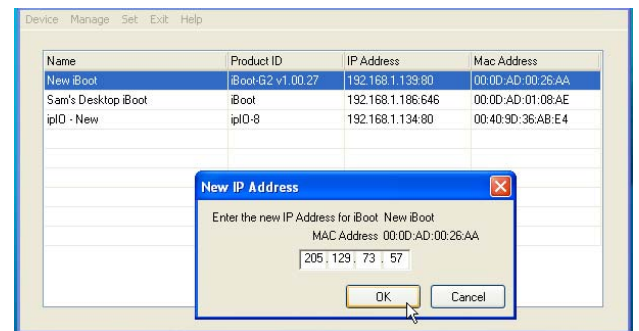 Device Manage Set Exit Help
Name Product ID IP Address Mac Address
New iBoot iBoot-G2 v1.00.27 192.168.1.139:80 00:0D:AD:00:26:AA
Sam's Desktop iBoot iBoot 192.168.1.186:646 00:0D:AD:01:08:AE
ipIO - New ipIO-8 192.168.1.134:80 00:40:9D:36:AB:E4
New IP Address
Enter the new IP Address for iBoot New iBoot
MAC Address 00:0D:AD:00:26:AA
205 . 129 . 73 . 57
OK Cancel